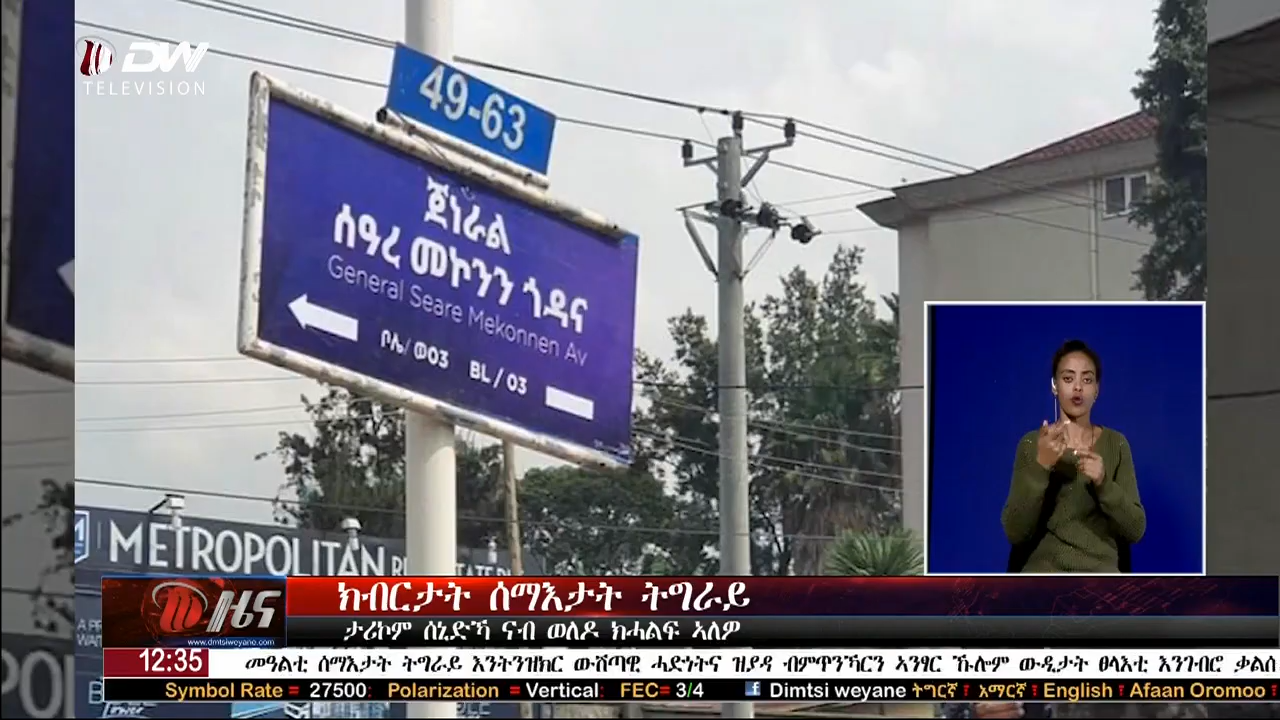 DW
TELEVISION
49-63
ጀነራል
ሰዓረ መኮንን ጎዳና
General Seare Mekonnen Av
ቦሌ/ወ03 BL / 03
METROPOLITAN
ዜና
www.dmtsiweyane.com
ክብርታት ሰማእታት ትግራይ
ታሪኮም ሰኒድኻ ናብ ወለዶ ክሓልፍ ኣለዎ
12:35
መዓልቲ ሰማእታት ትግራይ እንትንዝክር ውሽጣዊ ሓድነትና ዝያዳ ብምጥንኻርን ኣንፃር ኹሎም ውዲታት ፀላእቲ እንገብሮ ቃልሰ
Symbol Rate = 27500: Polarization = Vertical: FEC= 3/4 Dimtsi weyane ትግርኛ፣ አማርኛ፣ English፣ Afaan Oromoo፣